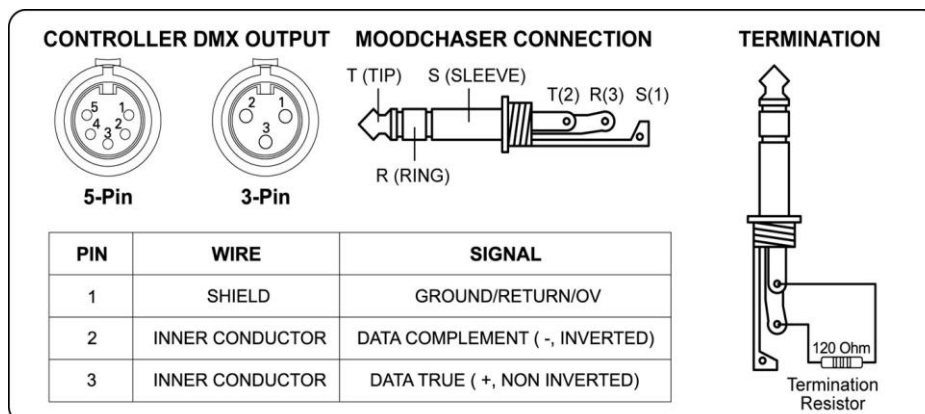 CONTROLLER DMX OUTPUT
5
1
4
2
3
5-Pin
2
1
3
3-Pin
MOODCHASER CONNECTION
T (TIP)
S (SLEEVE)
T(2)
R(3)
S(1)
R (RING)
PIN WIRE SIGNAL
1 SHIELD GROUND/RETURN/OV
2 INNER CONDUCTOR DATA COMPLEMENT ( -, INVERTED)
3 INNER CONDUCTOR DATA TRUE ( +, NON INVERTED)
TERMINATION
120 Ohm
Termination
Resistor